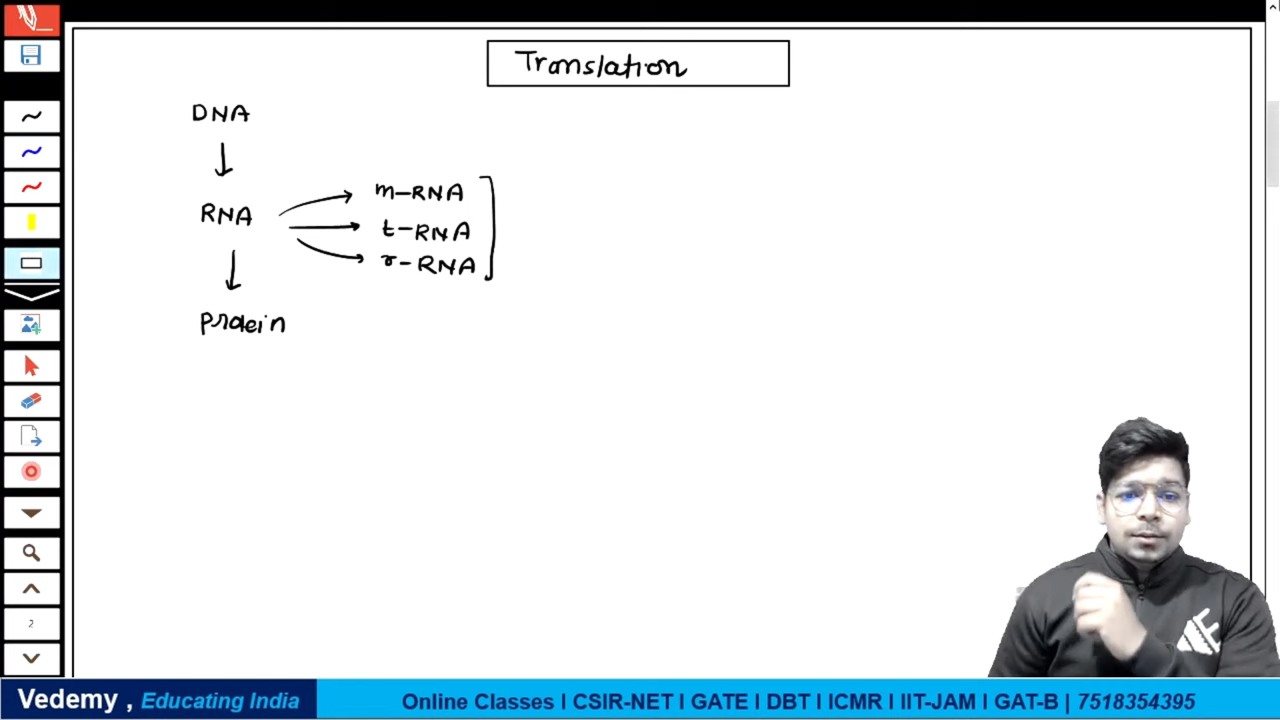 Translation
DNA
RNA
m-RNA
t-RNA
r-RNA
Protein
2
Vedemy , Educating India
Online Classes I CSIR-NET I GATE I DBT I ICMR I IIT-JAM I GAT-B | 7518354395